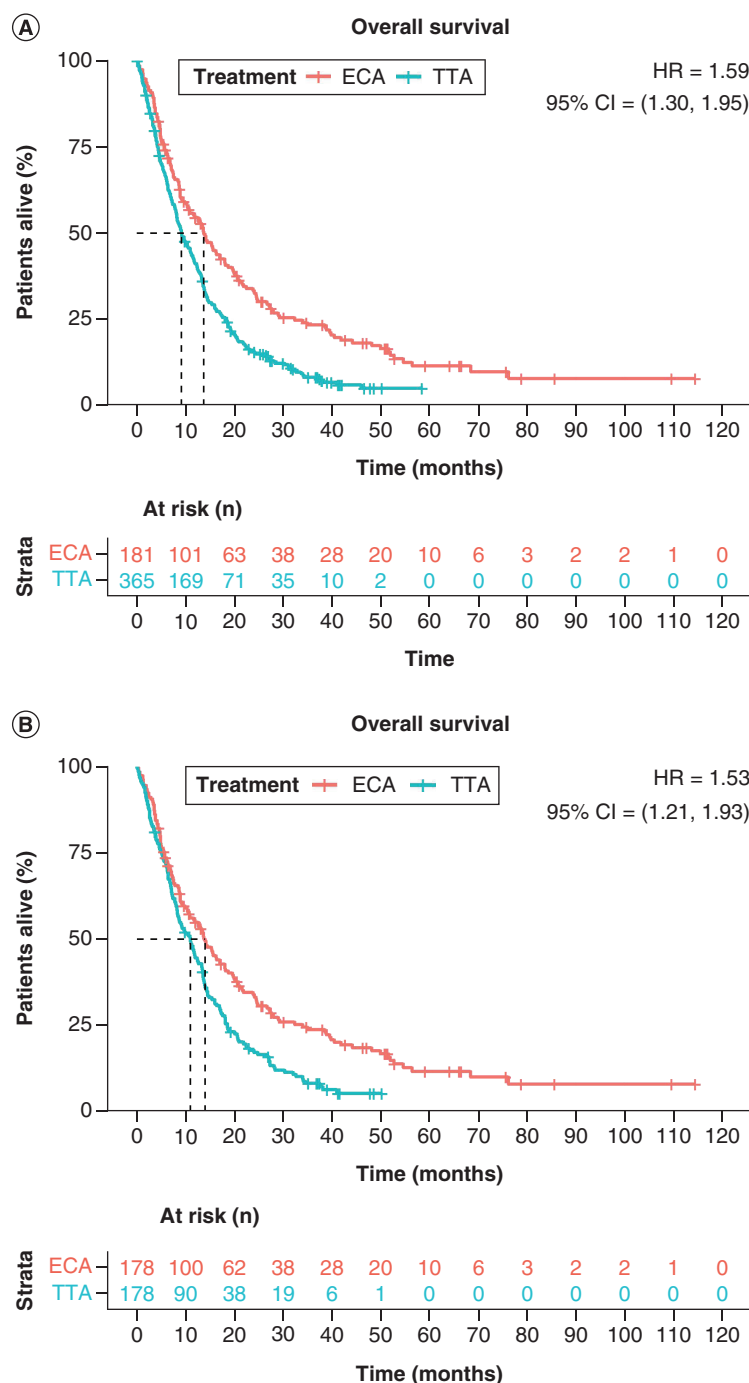 A
Overall survival
Treatment ECA TTA
HR = 1.59
95% CI = (1.30, 1.95)
Patients alive (%)
100
75
50
25
0
0 10 20 30 40 50 60 70 80 90 100 110 120
Time (months)
At risk (n)
Strata
ECA 181 101 63 38 28 20 10 6 3 2 2 1 0
TTA 365 169 71 35 10 2 0 0 0 0 0 0 0
0 10 20 30 40 50 60 70 80 90 100 110 120
Time
B
Overall survival
Treatment ECA TTA
HR = 1.53
95% CI = (1.21, 1.93)
Patients alive (%)
100
75
50
25
0
0 10 20 30 40 50 60 70 80 90 100 110 120
Time (months)
At risk (n)
Strata
ECA 178 100 62 38 28 20 10 6 3 2 2 1 0
TTA 178 90 38 19 6 1 0 0 0 0 0 0 0
0 10 20 30 40 50 60 70 80 90 100 110 120
Time (months)